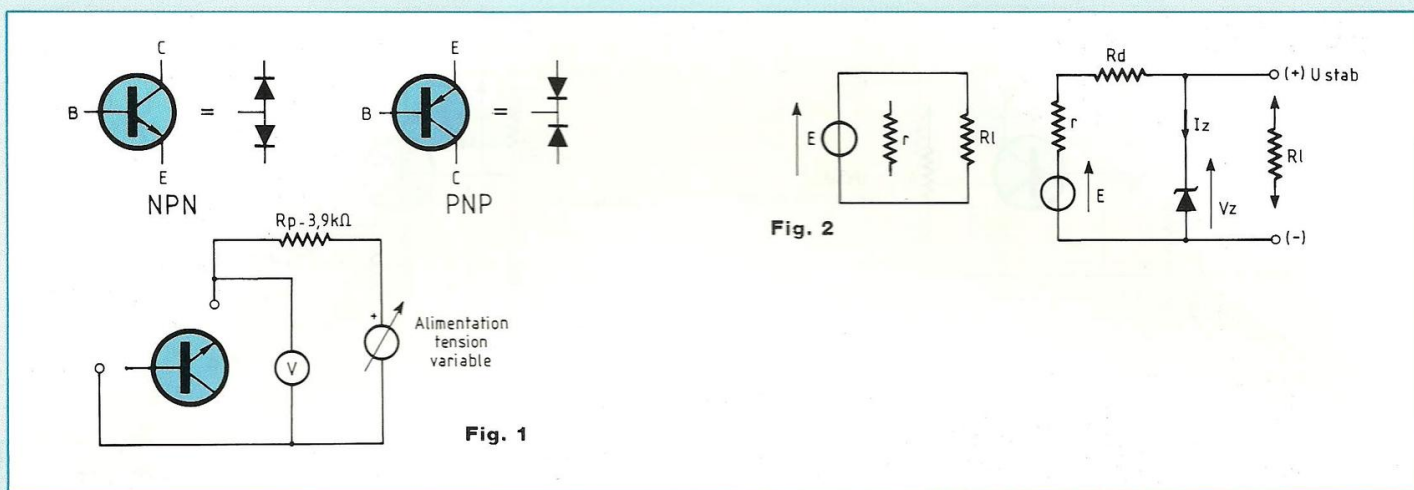 C
B
=
E
NPN
E
B
=
C
PNP
Rp-3,9kΩ
+
Alimentation
tension
variable
V
Fig. 1
E
r
Rl
Fig. 2
Rd
(+) U stab
r
Iz
Rl
E
Vz
(-)